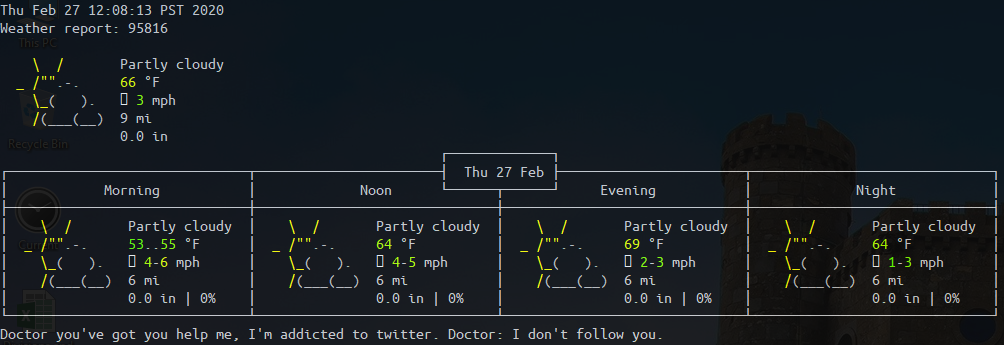 Thu Feb 27 12:08:13 PST 2020
Weather report: 95816
This PC
Partly cloudy
66 °F
3 mph
9 mi
0.0 in
Recycle Bin
Thu 27 Feb
Morning Noon Evening Night
Partly cloudy Partly cloudy Partly cloudy Partly cloudy
53..55 °F 64 °F 69 °F 64 °F
4-6 mph 4-5 mph 2-3 mph 1-3 mph
6 mi 6 mi 6 mi 6 mi
0.0 in | 0% 0.0 in | 0% 0.0 in | 0% 0.0 in | 0%
Doctor you've got you help me, I'm addicted to twitter. Doctor: I don't follow you.